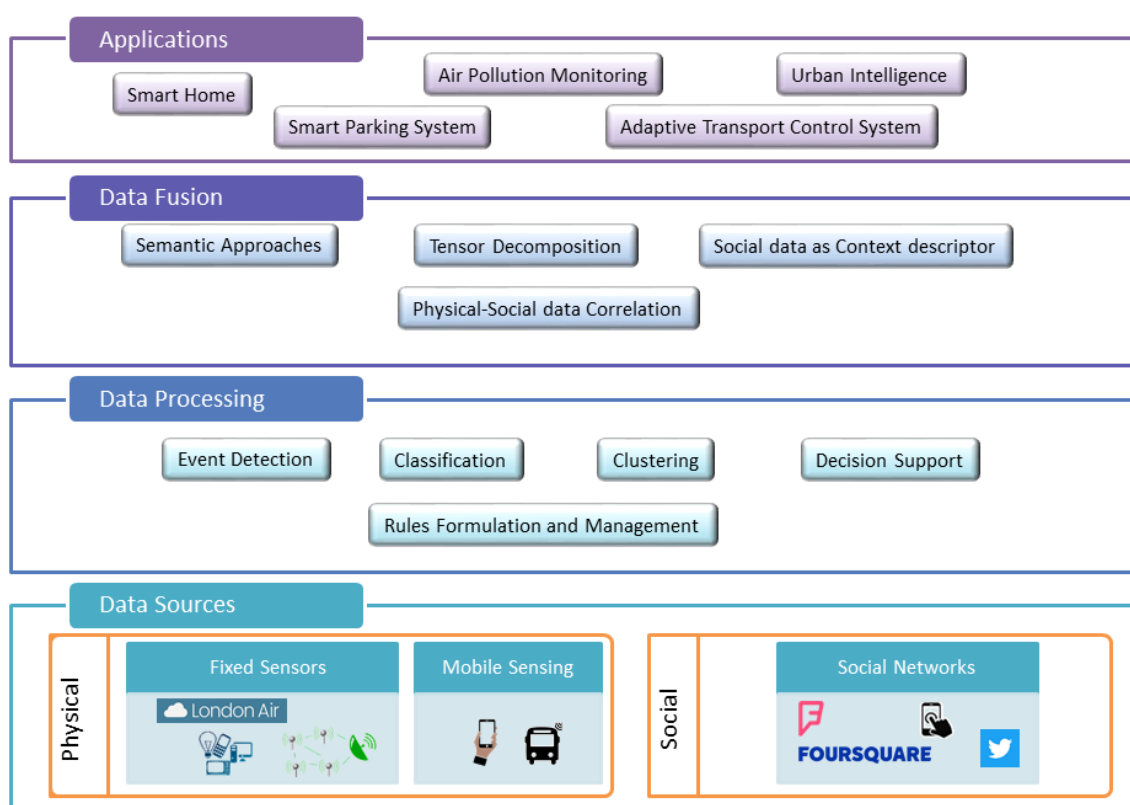 Applications
Air Pollution Monitoring
Urban Intelligence
Smart Home
Smart Parking System
Adaptive Transport Control System
Data Fusion
Semantic Approaches
Tensor Decomposition
Social data as Context descriptor
Physical-Social data Correlation
Data Processing
Event Detection
Classification
Clustering
Decision Support
Rules Formulation and Management
Data Sources
Physical
Fixed Sensors
London Air
Mobile Sensing
Social
Social Networks
FOURSQUARE